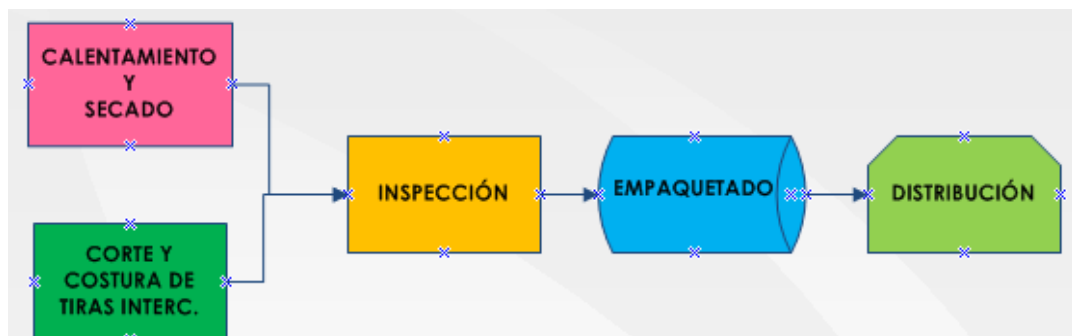 CALENTAMIENTO
Y
SECADO
INSPECCIÓN
EMPAQUETADO
DISTRIBUCIÓN
CORTE Y
COSTURA DE
TIRAS INTERC.